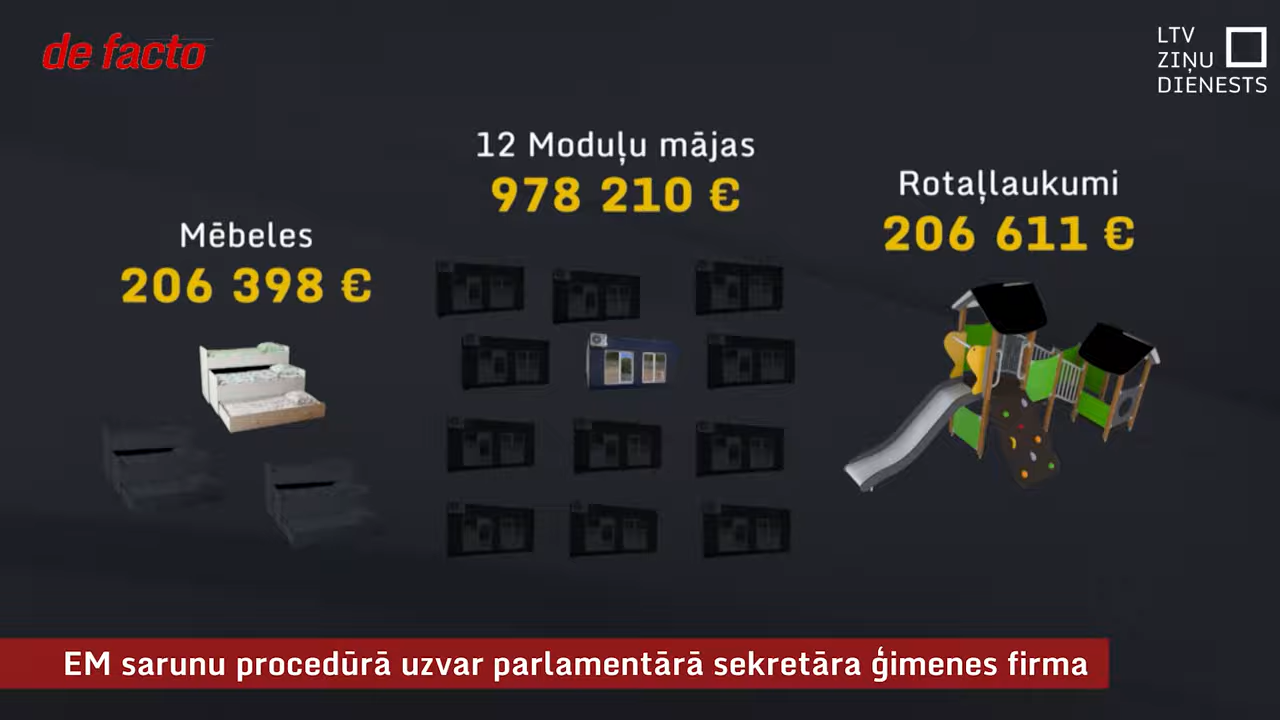 de facto
LTV
ZIŅU
DIENESTS
12 Moduļu mājas
978 210 €
Rotaļļaukumi
206 611 €
Mēbeles
206 398 €
EM sarunu procedūrā uzvar parlamentārā sekretāra ģimenes firma